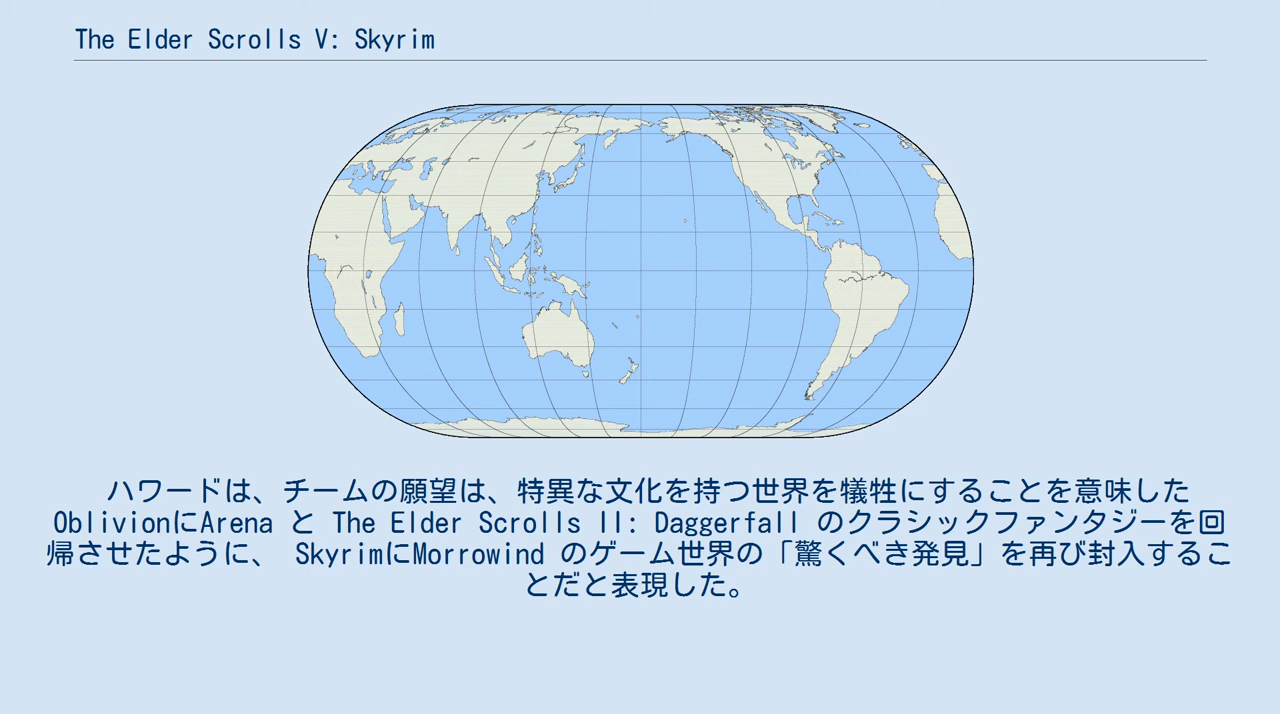 The Elder Scrolls V: Skyrim
ハワードは、チームの願望は、特異な文化を持つ世界を犠牲にすることを意味した
OblivionにArena と The Elder Scrolls II: Daggerfall のクラシックファンタジーを回
帰させたように、 SkyrimにMorrowind のゲーム世界の「驚くべき発見」を再び封入するこ
とだと表現した。